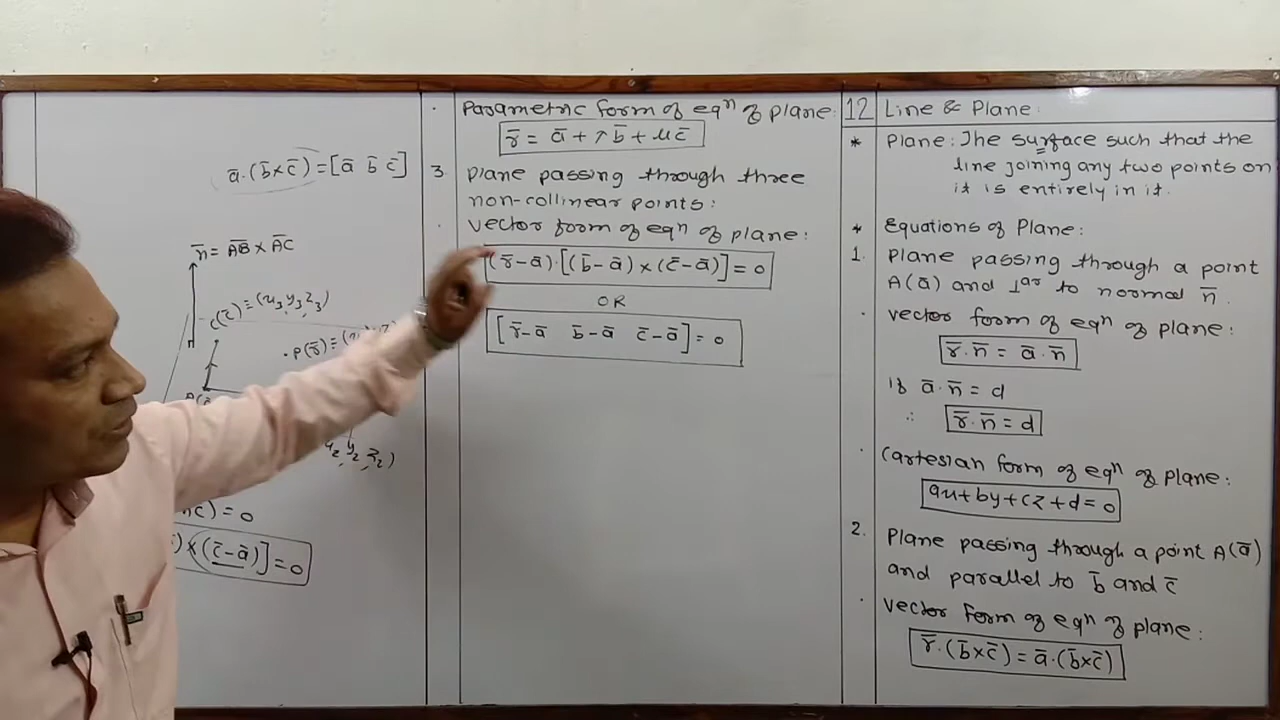 12 Line & Plane:
* Plane: The surface such that the
line joining any two points on
it is entirely in it.
* Equations of Plane:
1. Plane passing through a point
A(a̅) and ⊥ar to normal n̅.
· Vector form of eqⁿ of plane:
r̅.n̅ = a̅.n̅
If a̅.n̅ = d
∴ r̅.n̅ = d
· Cartesian form of eqⁿ of plane:
ax+by+cz+d=0
2. Plane passing through a point A(a̅)
and parallel to b̅ and c̅
· Vector form of eqⁿ of plane:
r̅.(b̅×c̅) = a̅.(b̅×c̅)
· Parametric form of eqⁿ of plane:
r̅ = a̅ + λb̅ + μc̅
3. Plane passing through three
non-collinear points:
· Vector form of eqⁿ of plane:
(r̅-a̅).[(b̅-a̅)×(c̅-a̅)] = 0
OR
[r̅-a̅ b̅-a̅ c̅-a̅] = 0
a̅.(b̅×c̅) = [a̅ b̅ c̅]
n̅ = A̅B̅ × A̅C̅
C(c̅) ≡ (x₃, y₃, z₃)
·P(r̅) ≡
A(
y₂, z₂)
) = 0
×(c̅-a̅)] = 0